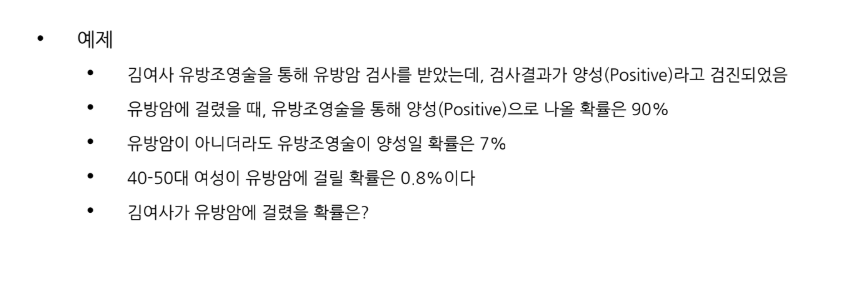 • 예제
• 김여사 유방조영술을 통해 유방암 검사를 받았는데, 검사결과가 양성(Positive)라고 검진되었음
• 유방암에 걸렸을 때, 유방조영술을 통해 양성(Positive)으로 나올 확률은 90%
• 유방암이 아니더라도 유방조영술이 양성일 확률은 7%
• 40-50대 여성이 유방암에 걸릴 확률은 0.8%이다
• 김여사가 유방암에 걸렸을 확률은?